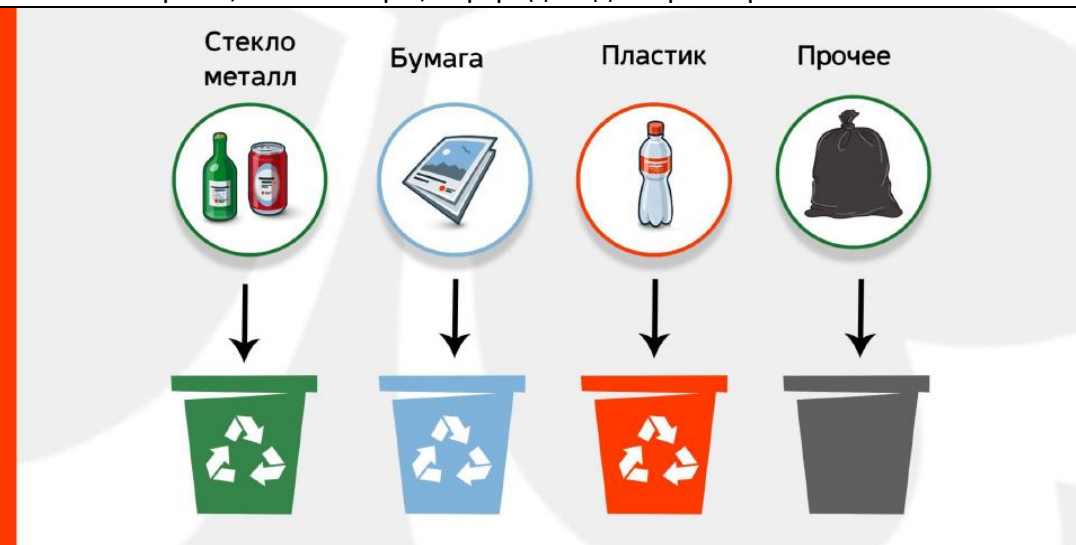 Стекло
металл
Бумага
Пластик
Прочее